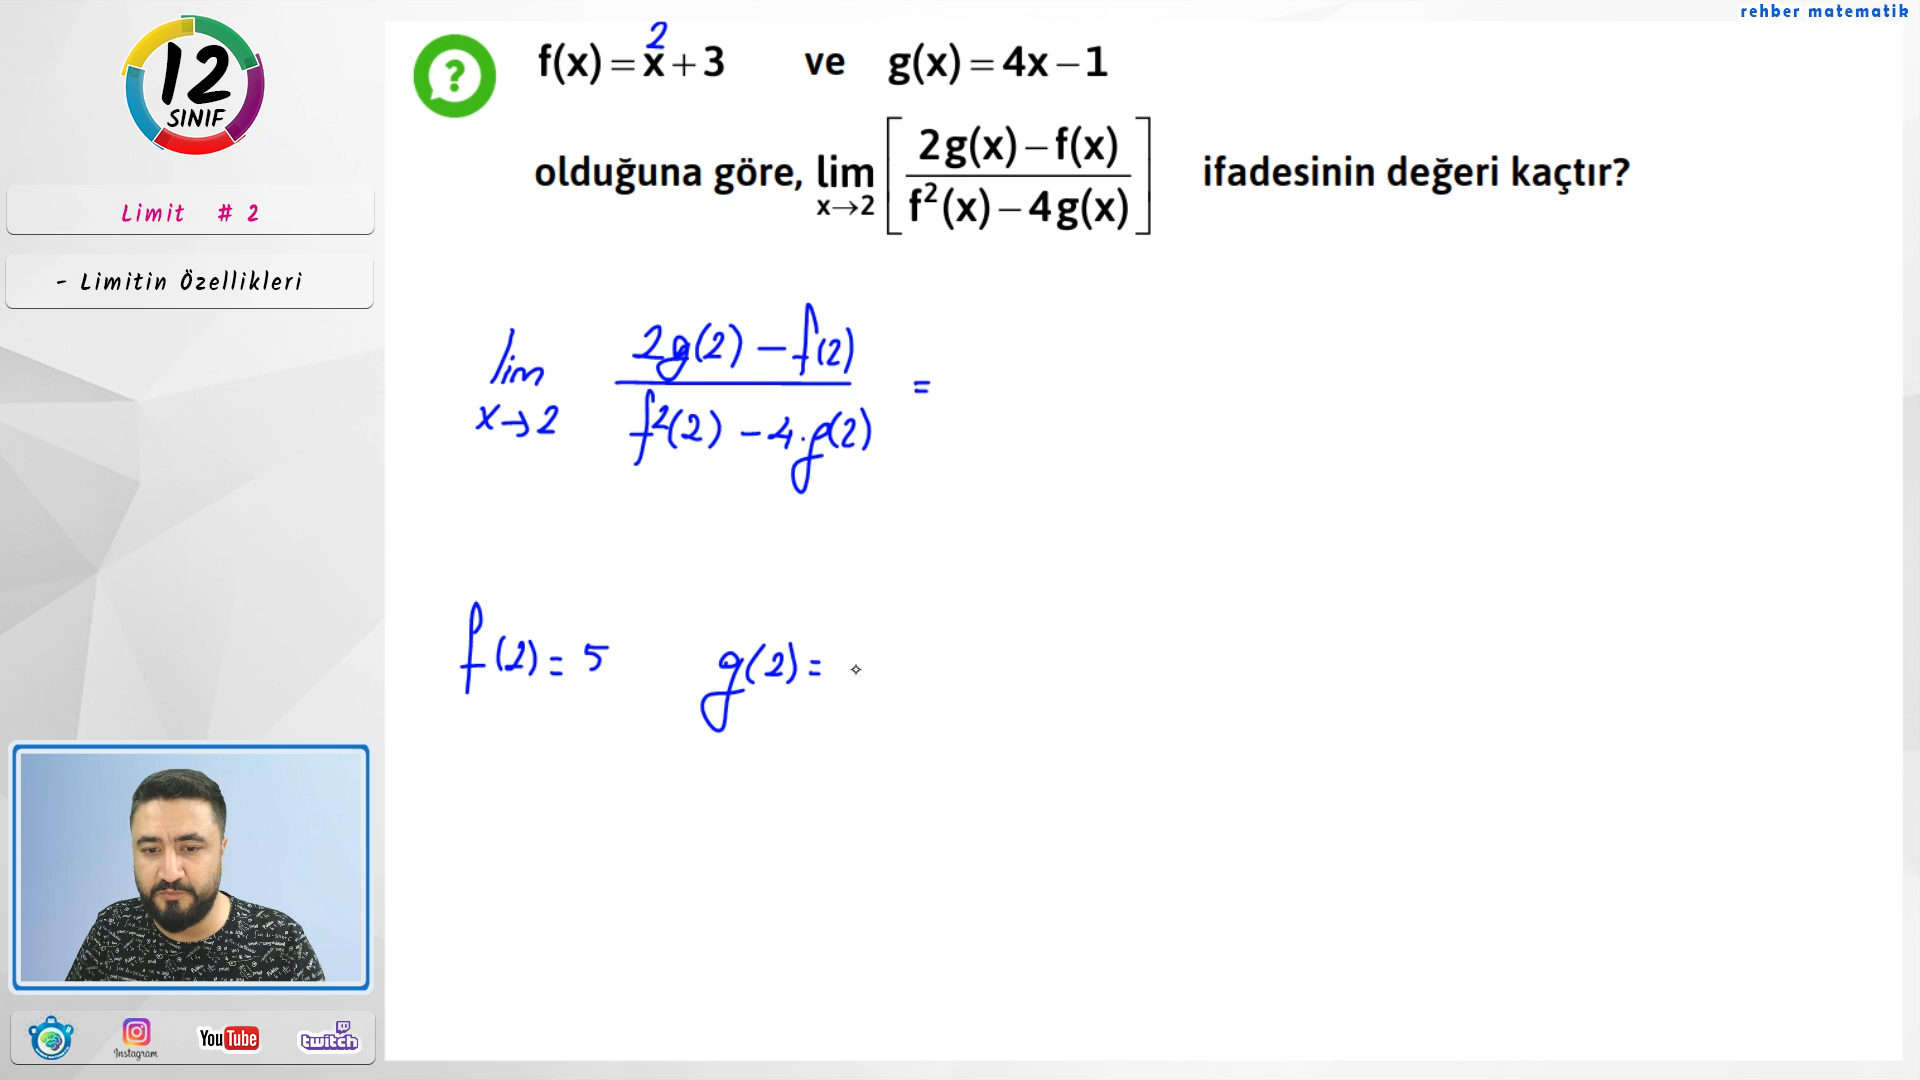 rehber matematik
12
SINIF
Limit # 2
- Limitin Özellikleri
2
f(x) = x + 3 ve g(x) = 4x – 1
olduğuna göre, lim x→2 [ 2g(x) – f(x) / f²(x) – 4g(x) ] ifadesinin değeri kaçtır?
lim x→2 2g(2) – f(2) / f²(2) – 4.g(2) =
f(2) = 5 g(2) =
Instagram
YouTube
twitch